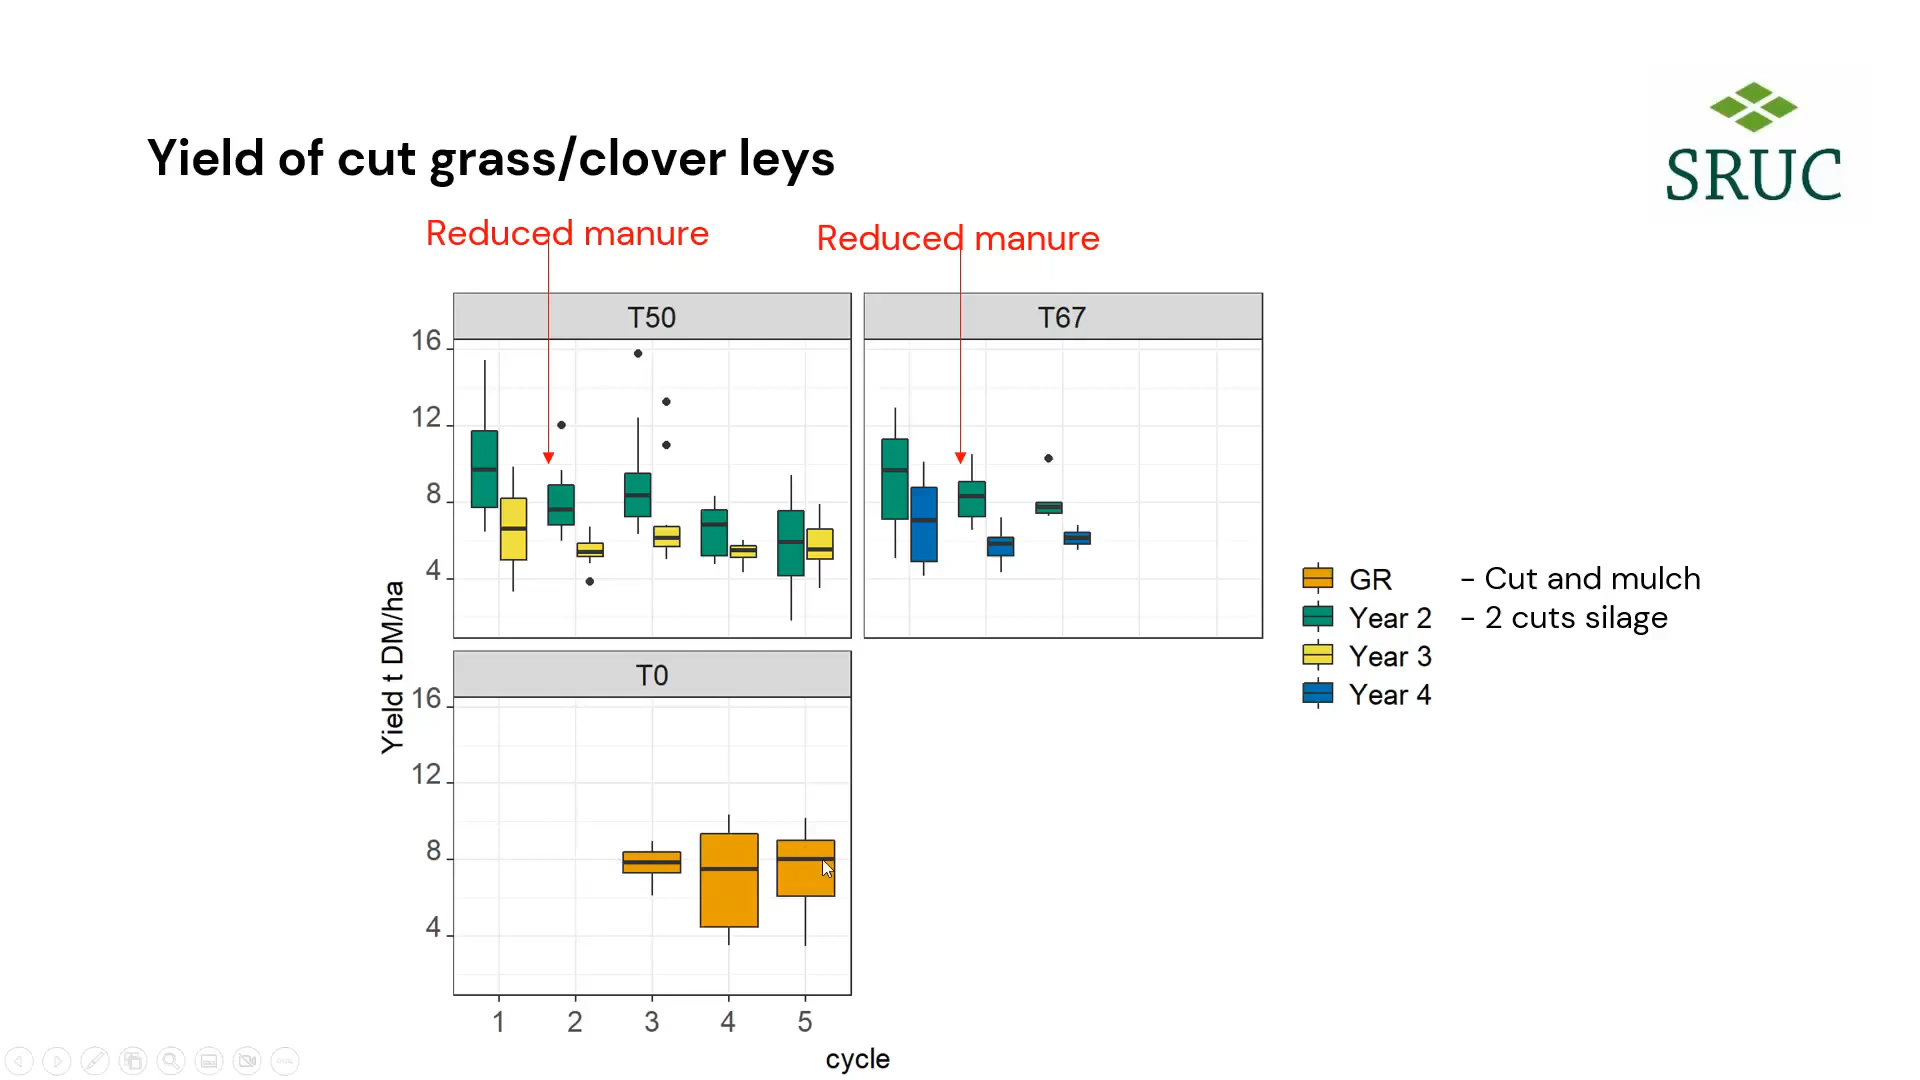 Yield of cut grass/clover leys
SRUC
Reduced manure
Reduced manure
T50
T67
16
12
8
4
T0
16
12
8
4
Yield t DM/ha
1 2 3 4 5
cycle
GR - Cut and mulch
Year 2 - 2 cuts silage
Year 3
Year 4